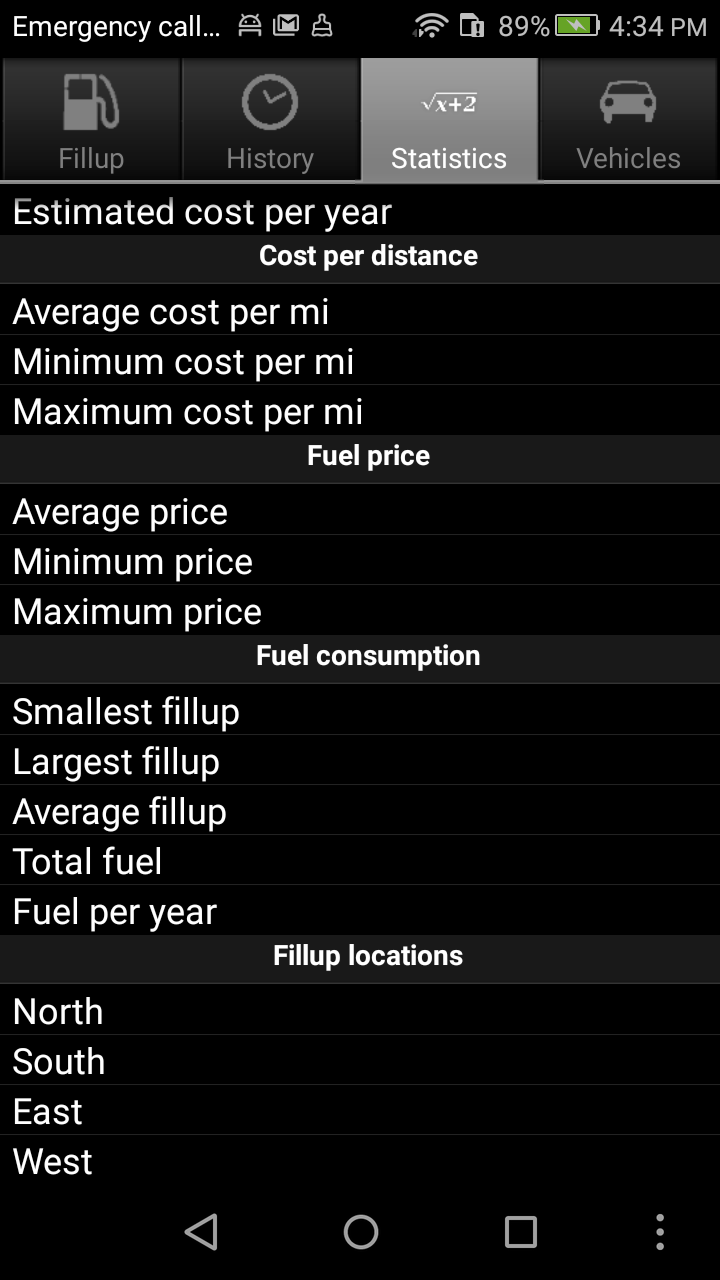 Emergency call... 89% 4:34 PM
√x+2
Fillup History Statistics Vehicles
Estimated cost per year
Cost per distance
Average cost per mi
Minimum cost per mi
Maximum cost per mi
Fuel price
Average price
Minimum price
Maximum price
Fuel consumption
Smallest fillup
Largest fillup
Average fillup
Total fuel
Fuel per year
Fillup locations
North
South
East
West